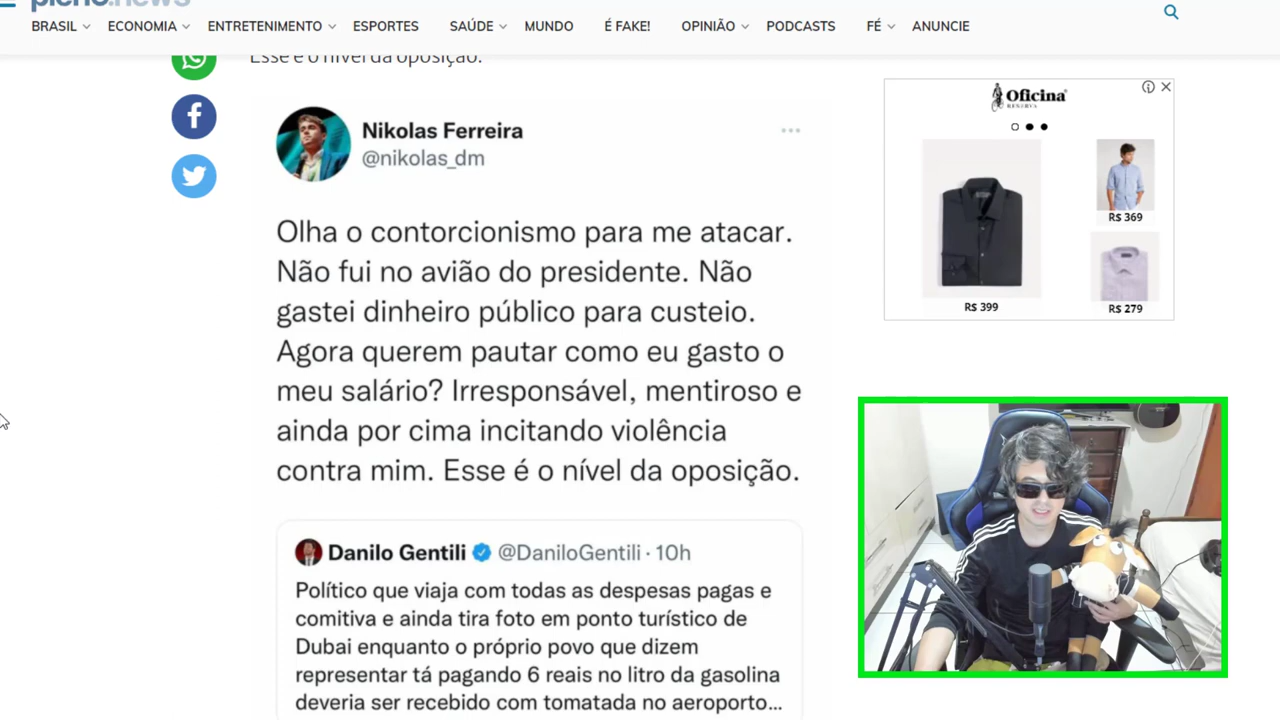 pleno.news
BRASIL ECONOMIA ENTRETENIMENTO ESPORTES SAÚDE MUNDO É FAKE! OPINIÃO PODCASTS FÉ ANUNCIE
Esse é o nível da oposição.
Nikolas Ferreira
@nikolas_dm
Olha o contorcionismo para me atacar.
Não fui no avião do presidente. Não
gastei dinheiro público para custeio.
Agora querem pautar como eu gasto o
meu salário? Irresponsável, mentiroso e
ainda por cima incitando violência
contra mim. Esse é o nível da oposição.
Danilo Gentili @DaniloGentili · 10h
Político que viaja com todas as despesas pagas e
comitiva e ainda tira foto em ponto turístico de
Dubai enquanto o próprio povo que dizem
representar tá pagando 6 reais no litro da gasolina
deveria ser recebido com tomatada no aeroporto...
Oficina
RESERVA
R$ 369
R$ 399
R$ 279